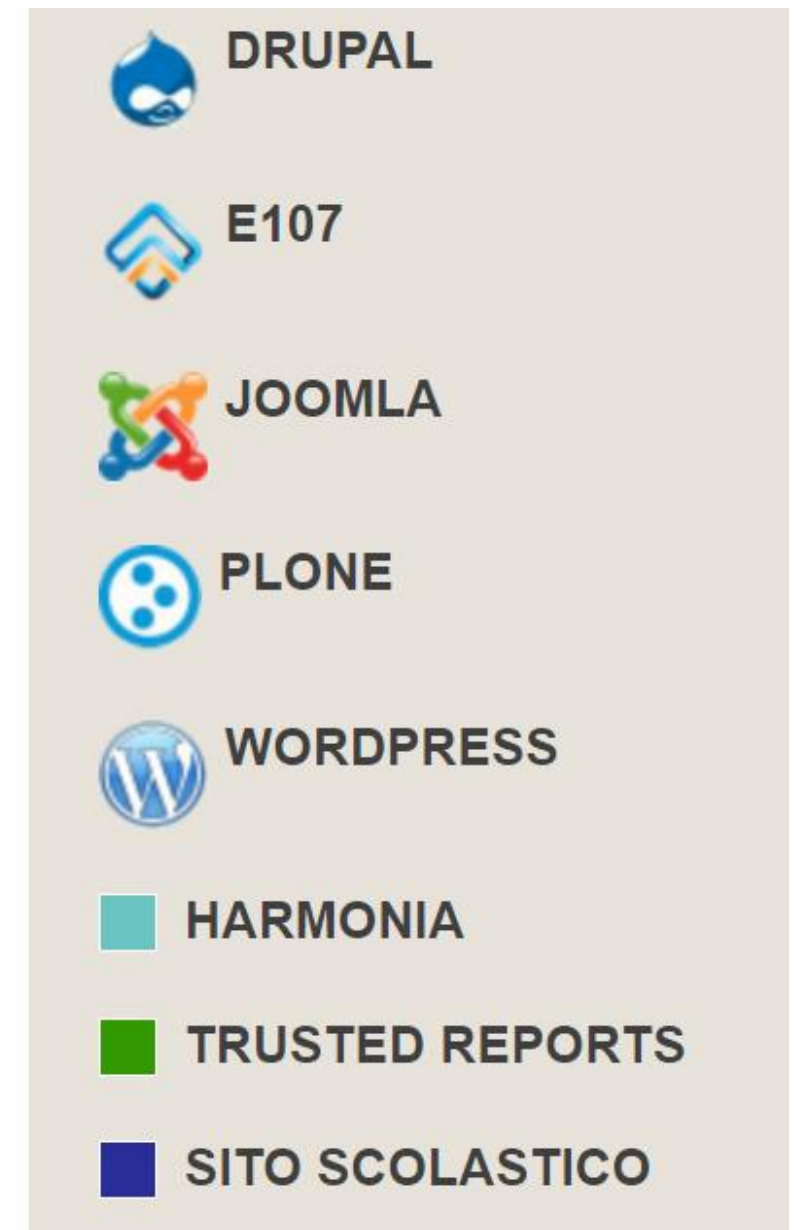 DRUPAL
E107
JOOMLA
PLONE
WORDPRESS
HARMONIA
TRUSTED REPORTS
SITO SCOLASTICO